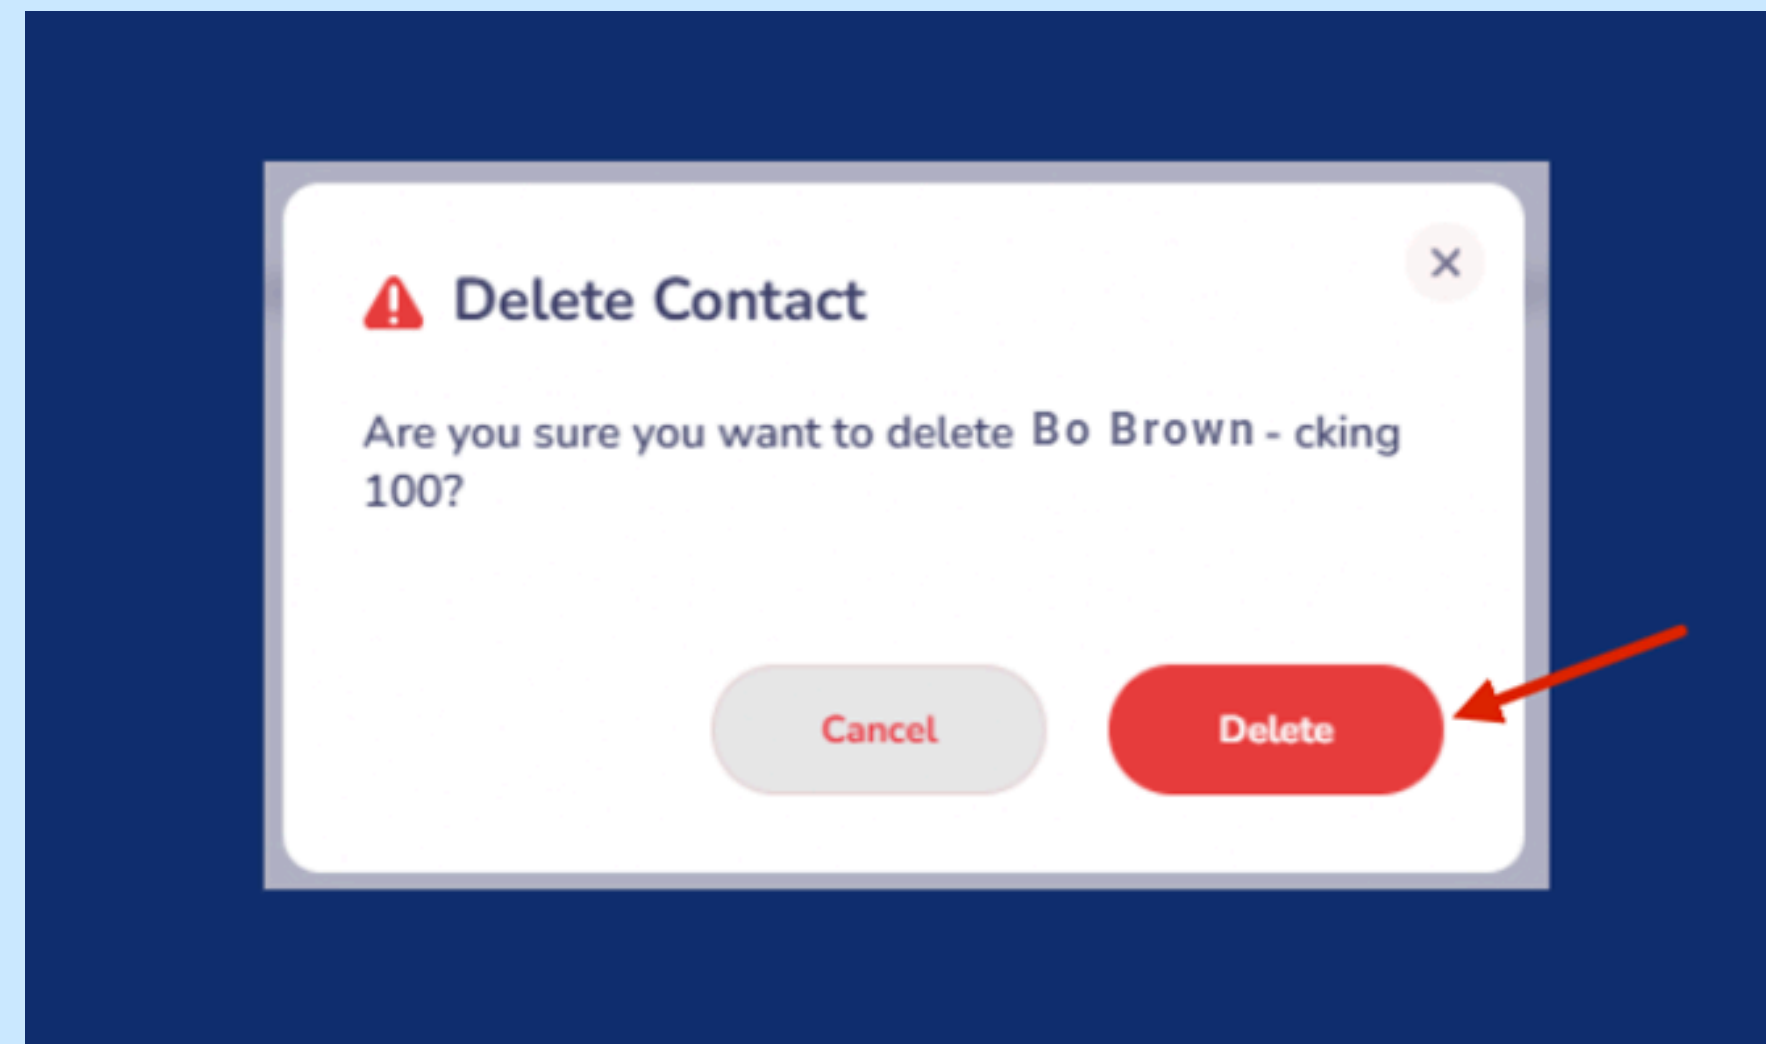 Delete Contact
Are you sure you want to delete Bo Brown - cking
100?
Cancel
Delete